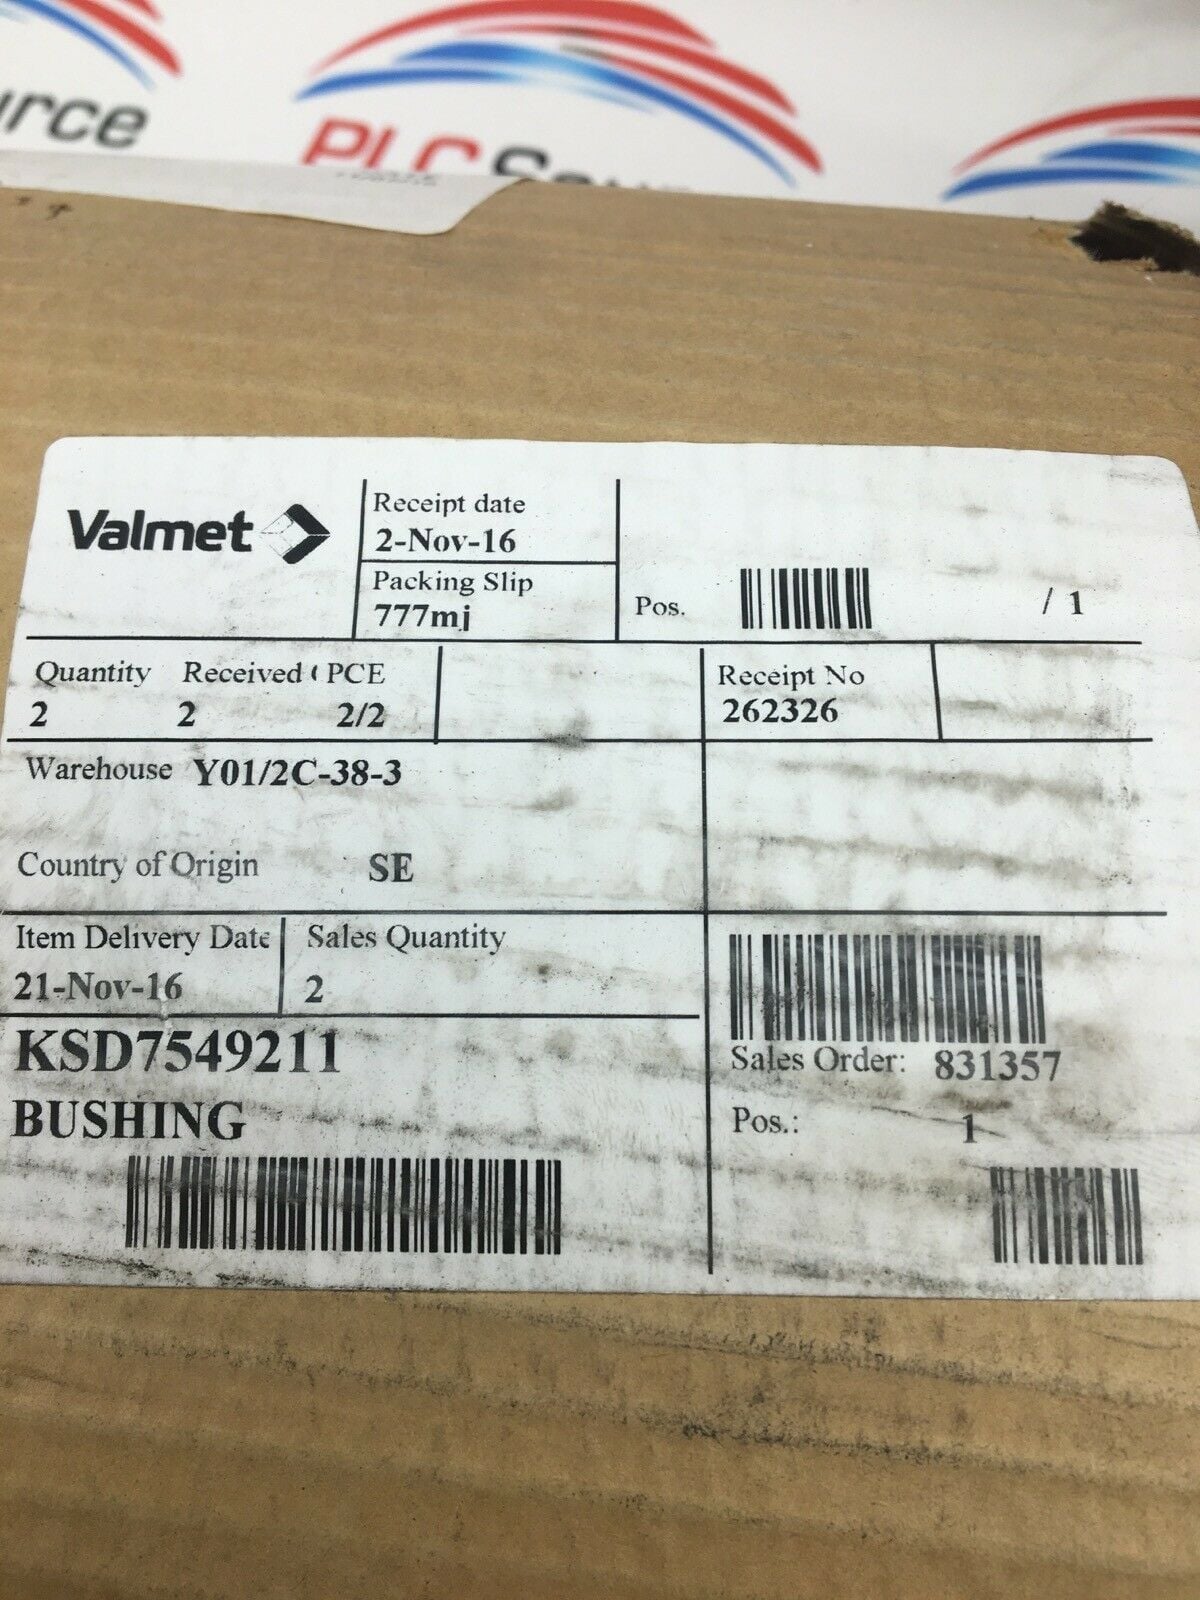 urce
PLC
Valmet
Receipt date
2-Nov-16
Packing Slip
777mj
Pos.
/ 1
Quantity Received PCE
2 2 2/2
Receipt No
262326
Warehouse Y01/2C-38-3
Country of Origin SE
Item Delivery Date Sales Quantity
21-Nov-16 2
KSD7549211
BUSHING
Sales Order: 831357
Pos.: 1